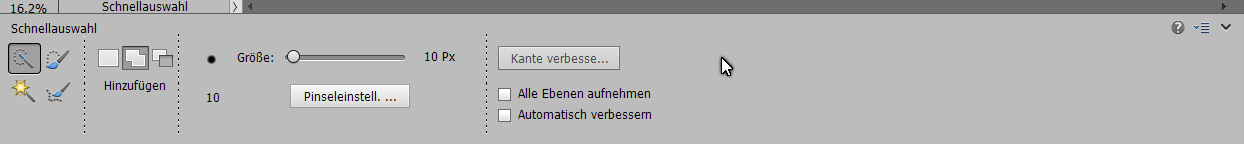 16,2% Schnellauswahl
Schnellauswahl
Größe: 10 Px
Kante verbesse...
Hinzufügen
10
Pinseleinstell. ...
Alle Ebenen aufnehmen
Automatisch verbessern